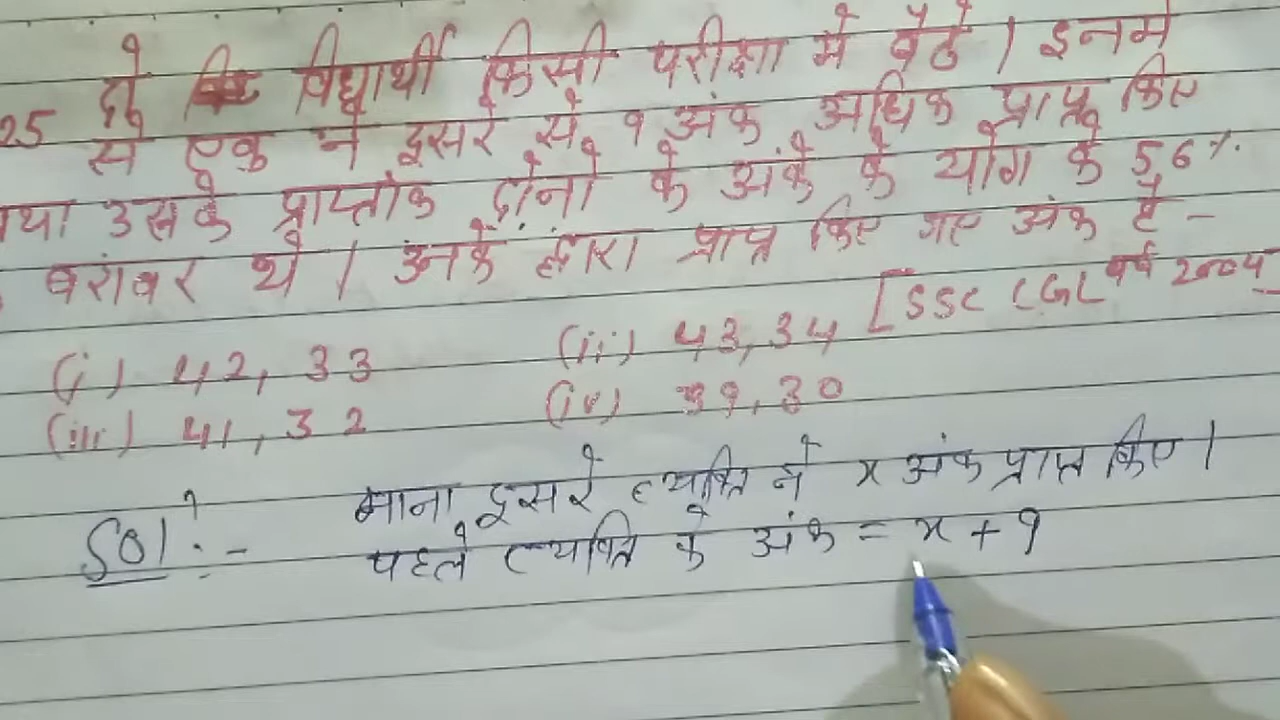 25 दो विद्यार्थी किसी परीक्षा मे बैठे । इनमे
से एक ने दूसरे से 9 अंक अधिक प्राप्त किए
तथा उसके प्राप्तांक दोनो के अंको के योग के 56%
बराबर थे । उनके द्वारा प्राप्त किए गए अंक है -
[SSC CGL वर्ष 2004]
(i) 42, 33 (ii) 43, 34
(iii) 41, 32 (iv) 39, 30
Sol :- माना दूसरे व्यक्ति ने x अंक प्राप्त किए ।
पहले व्यक्ति के अंक = x + 9